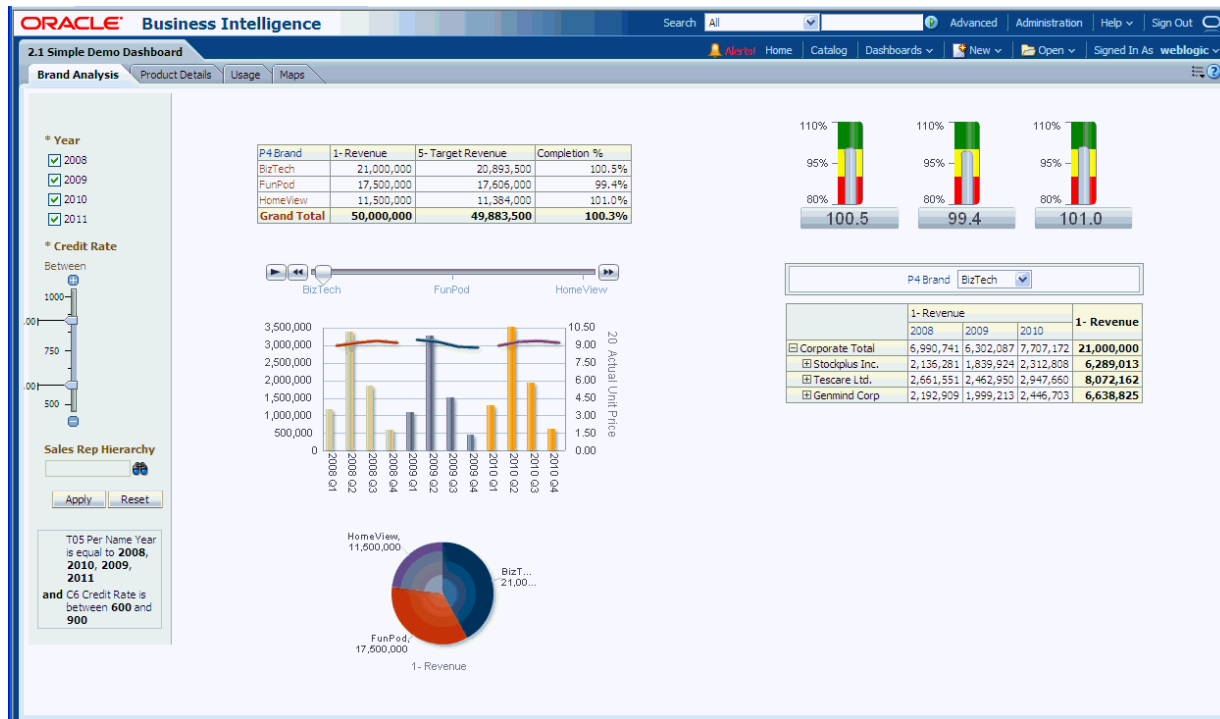 ORACLE Business Intelligence
Search All Advanced Administration Help Sign Out
2.1 Simple Demo Dashboard
Alerts! Home Catalog Dashboards New Open Signed In As weblogic
Brand Analysis Product Details Usage Maps
* Year
2008
2009
2010
2011
* Credit Rate
Between
1000
.00
750
.00
500
Sales Rep Hierarchy
Apply Reset
T05 Per Name Year
is equal to 2008,
2010, 2009,
2011
and C6 Credit Rate is
between 600 and
900
P4 Brand 1- Revenue 5- Target Revenue Completion %
BizTech 21,000,000 20,893,500 100.5%
FunPod 17,500,000 17,606,000 99.4%
HomeView 11,500,000 11,384,000 101.0%
Grand Total 50,000,000 49,883,500 100.3%
BizTech FunPod HomeView
3,500,000 10.50
3,000,000 9.00
2,500,000 7.50
2,000,000 6.00
1,500,000 4.50
1,000,000 3.00
500,000 1.50
0 0.00
20 Actual Unit Price
2008 Q1
2008 Q2
2008 Q3
2008 Q4
2009 Q1
2009 Q2
2009 Q3
2009 Q4
2010 Q1
2010 Q2
2010 Q3
2010 Q4
HomeView,
11,500,000
BizT...
21,00...
FunPod,
17,500,000
1- Revenue
110% 110% 110%
95% 95% 95%
80% 80% 80%
100.5 99.4 101.0
P4 Brand BizTech
1- Revenue 1- Revenue
2008 2009 2010
Corporate Total 6,990,741 6,302,087 7,707,172 21,000,000
Stockplus Inc. 2,136,281 1,839,924 2,312,808 6,289,013
Tescare Ltd. 2,661,551 2,462,950 2,947,660 8,072,162
Genmind Corp 2,192,909 1,999,213 2,446,703 6,638,825